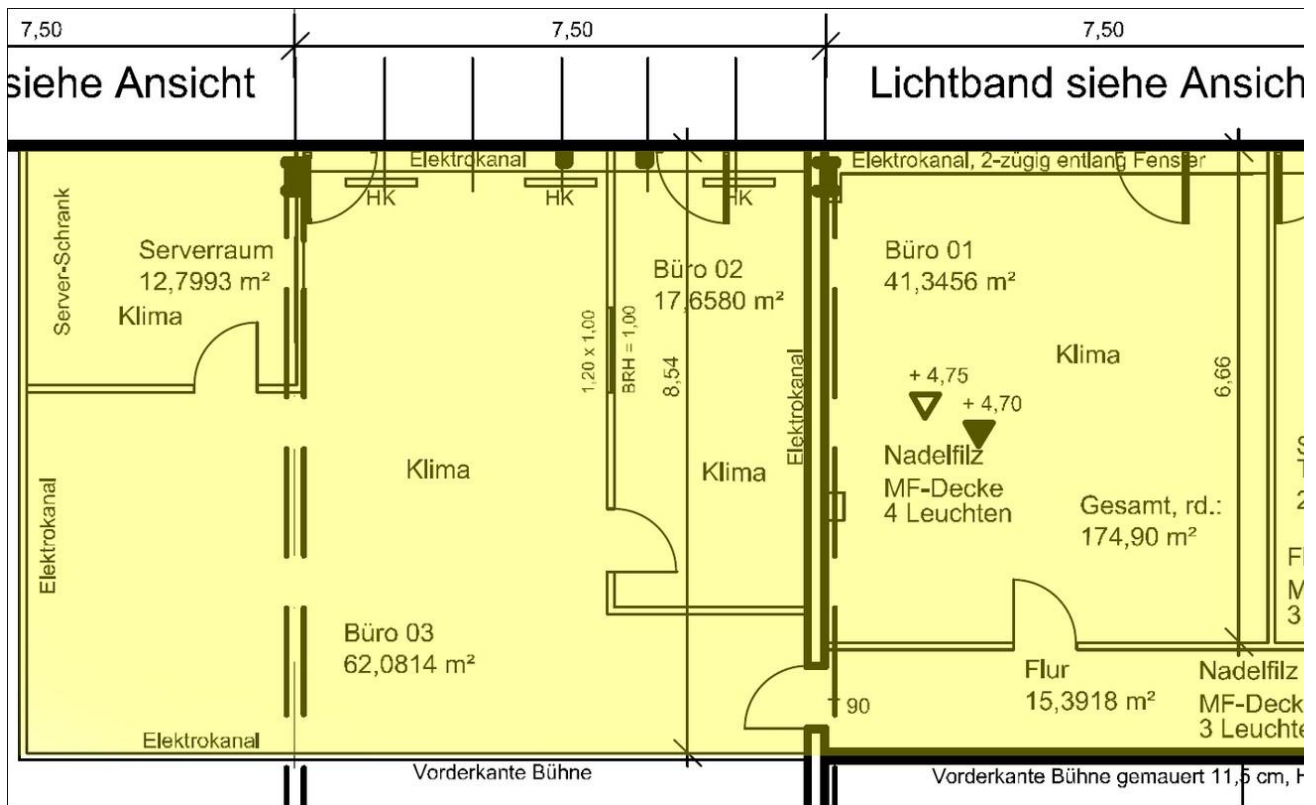 7,50
7,50
7,50
siehe Ansicht
Lichtband siehe Ansich
Elektrokanal
Elektrokanal, 2-zügig entlang Fenster
HK
HK
HK
Server-Schrank
Serverraum
12,7993 m²
Klima
Büro 02
17,6580 m²
Büro 01
41,3456 m²
1,20 x 1,00
BRH = 1,00
8,54
Elektrokanal
Klima
6,66
+ 4,75
+ 4,70
Klima
Klima
Nadelfilz
MF-Decke
4 Leuchten
Gesamt, rd.:
174,90 m²
Elektrokanal
Büro 03
62,0814 m²
Flur
15,3918 m²
Nadelfilz
MF-Deck
3 Leuchte
T 90
Elektrokanal
Vorderkante Bühne
Vorderkante Bühne gemauert 11,5 cm, H